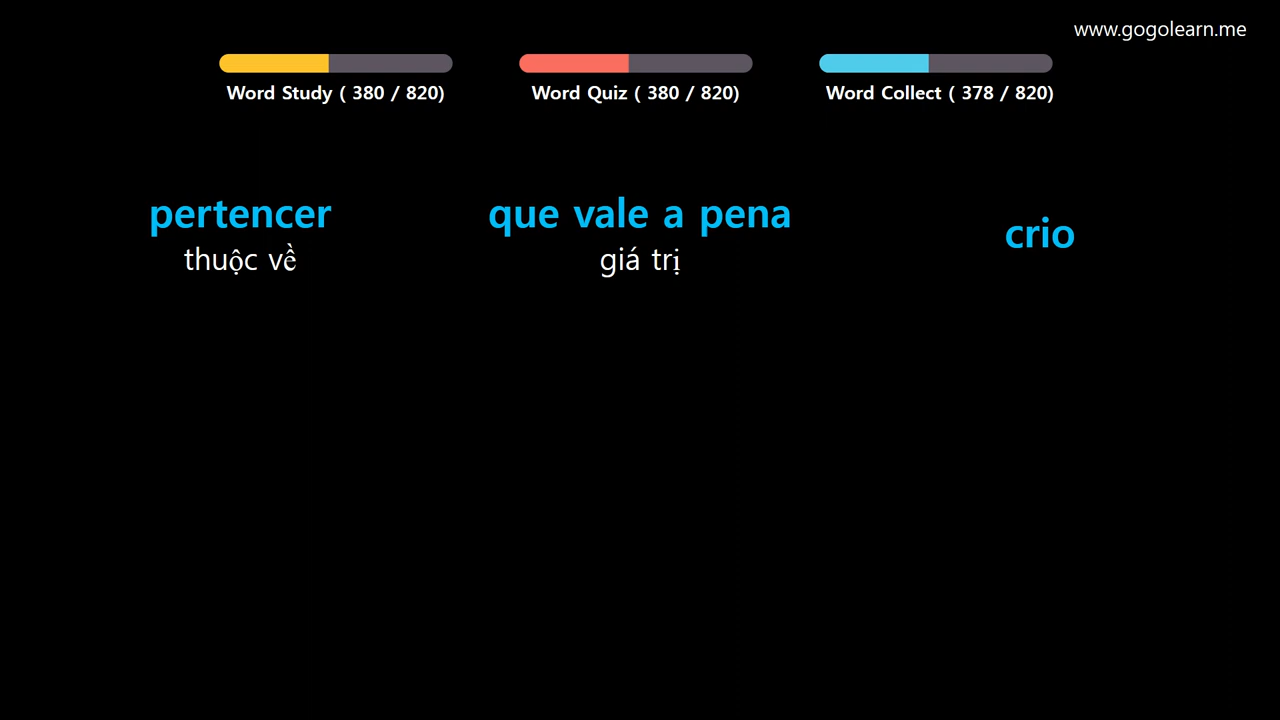 www.gogolearn.me
Word Study ( 380 / 820)
Word Quiz ( 380 / 820)
Word Collect ( 378 / 820)
pertencer
thuộc về
que vale a pena
giá trị
crio